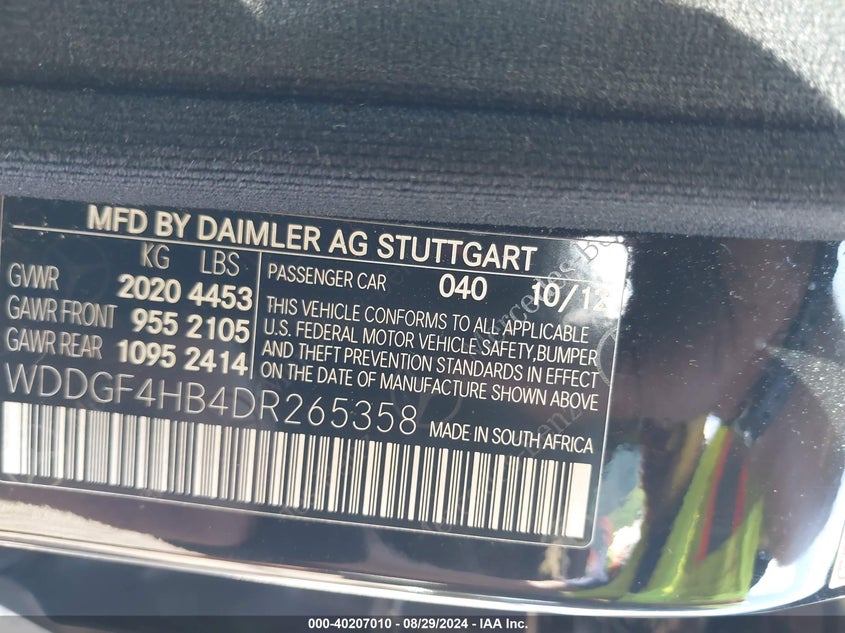 MFD BY DAIMLER AG STUTTGART
KG LBS
GVWR 2020 4453
GAWR FRONT 955 2105
GAWR REAR 1095 2414
PASSENGER CAR 040 10/12
THIS VEHICLE CONFORMS TO ALL APPLICABLE
U.S. FEDERAL MOTOR VEHICLE SAFETY, BUMPER
AND THEFT PREVENTION STANDARDS IN EFFECT
ON THE DATE OF MANUFACTURE SHOWN ABOVE
WDDGF4HB4DR265358 MADE IN SOUTH AFRICA
000-40207010 - 08/29/2024 - IAA Inc.